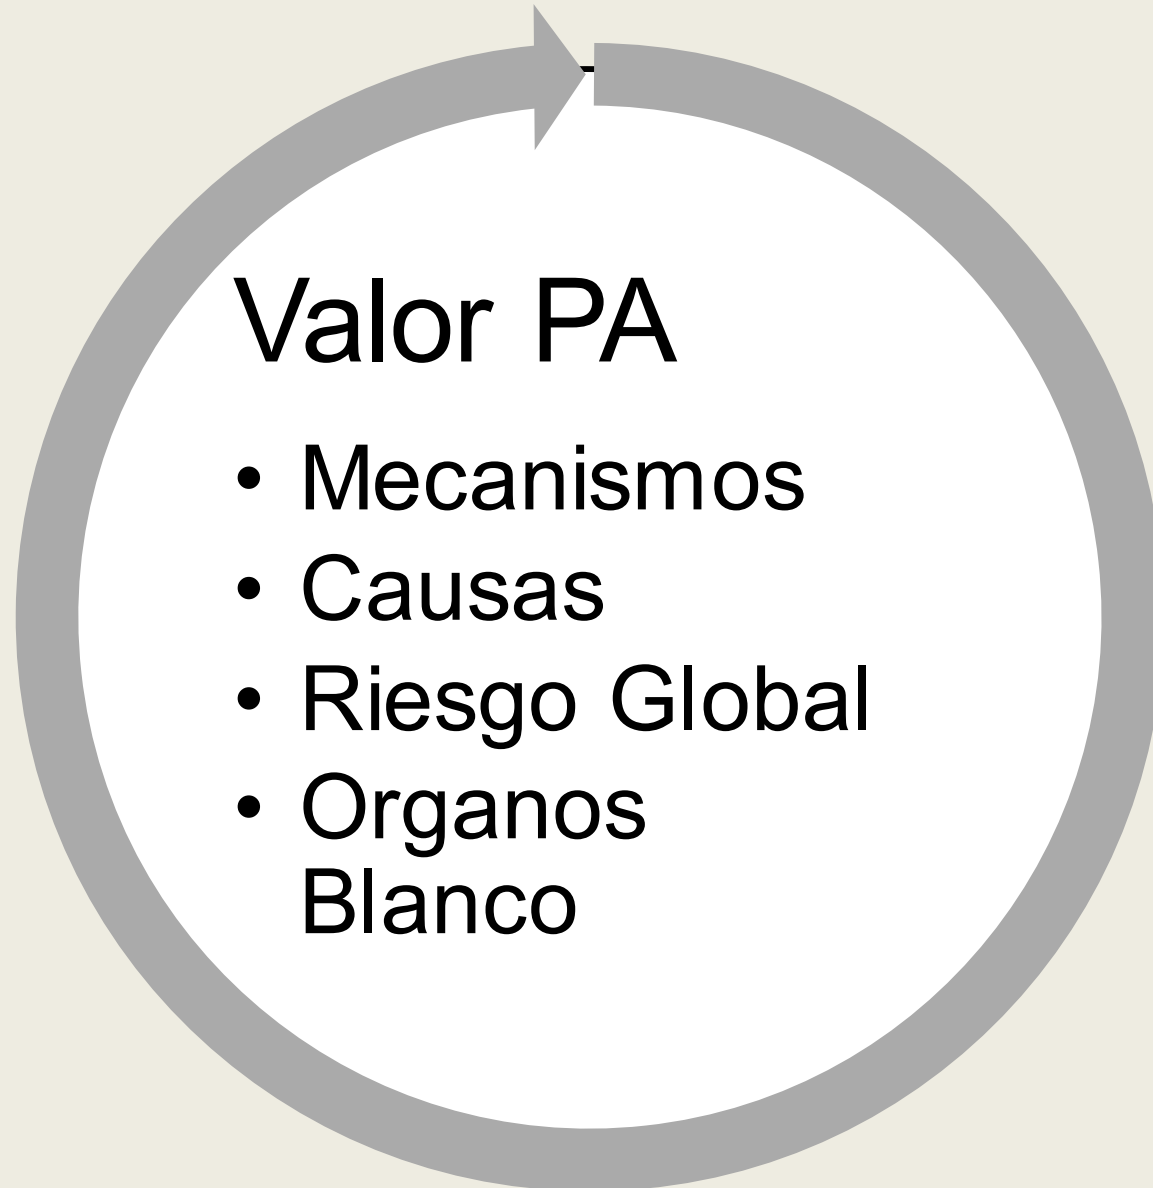 Valor PA
• Mecanismos
• Causas
• Riesgo Global
• Organos
Blanco